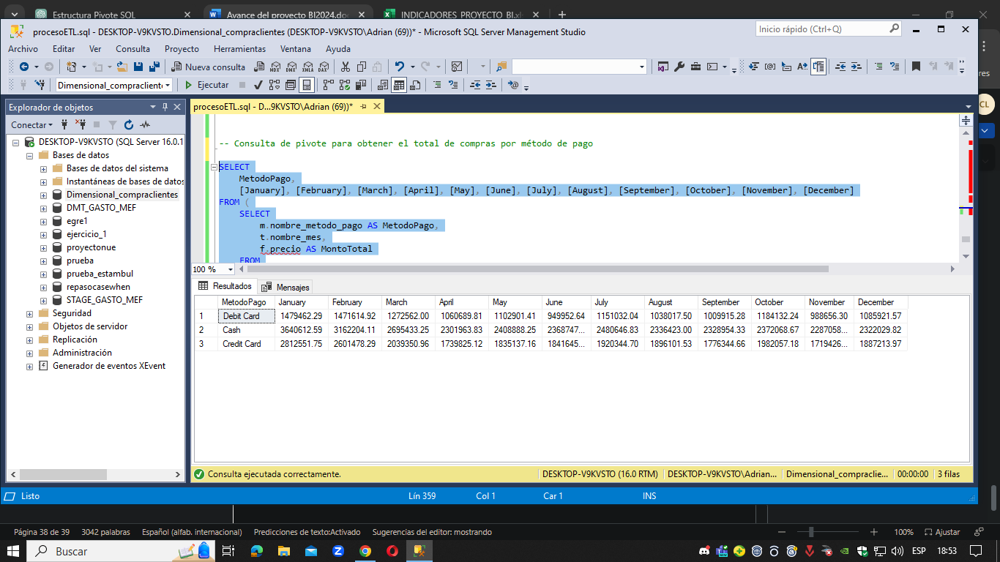 Estructura Pivote SQL
Avance del proyecto BI2024.do
INDICADORES PROYECTO BI.x
procesoETL.sql - DESKTOP-V9KVSTO.Dimensional_compraclientes (DESKTOP-V9KVSTO\Adrian (69))* - Microsoft SQL Server Management Studio
Inicio rápido (Ctrl+Q)
Archivo Editar Ver Consulta Proyecto Herramientas Ventana Ayuda
Nueva consulta
MDX DMX XMLA DAX
Dimensional_compracliente
Ejecutar
Explorador de objetos
procesoETL.sql - D...9KVSTO\Adrian (69))*
Conectar
DESKTOP-V9KVSTO (SQL Server 16.0.1
Bases de datos
Bases de datos del sistema
Instantáneas de bases de datos
Dimensional_compraclientes
DMT_GASTO_MEF
egre1
ejercicio_1
proyectonue
prueba
prueba_estambul
repasocasewhen
STAGE_GASTO_MEF
Seguridad
Objetos de servidor
Replicación
Administración
Generador de eventos XEvent
-- Consulta de pivote para obtener el total de compras por método de pago
SELECT
MetodoPago,
[January], [February], [March], [April], [May], [June], [July], [August], [September], [October], [November], [December]
FROM (
SELECT
m.nombre_metodo_pago AS MetodoPago,
t.nombre_mes,
f.precio AS MontoTotal
FROM
100 %
Resultados Mensajes
MetodoPago January February March April May June July August September October November December
1 Debit Card 1479462.29 1471614.92 1272562.00 1060689.81 1102901.41 949952.64 1151032.04 1038017.50 1009915.28 1184132.24 988656.30 1085921.57
2 Cash 3640612.59 3162204.11 2695433.25 2301963.83 2408888.25 2368747... 2480646.83 2336423.00 2328954.33 2372068.67 2287058... 2322029.82
3 Credit Card 2812551.75 2601478.29 2039350.96 1739825.12 1835137.16 1841645... 1920344.70 1896101.53 1776344.66 1982057.18 1719426... 1887213.97
Consulta ejecutada correctamente.
DESKTOP-V9KVSTO (16.0 RTM) DESKTOP-V9KVSTO\Adrian... Dimensional_compraclie... 00:00:00 3 filas
Listo Lín 359 Col 1 Car 1 INS
res
CL
Página 38 de 39 3042 palabras Español (alfab. internacional) Predicciones de texto:Activado Sugerencias del editor: mostrando 100% Ajustar
Buscar
ESP 18:53